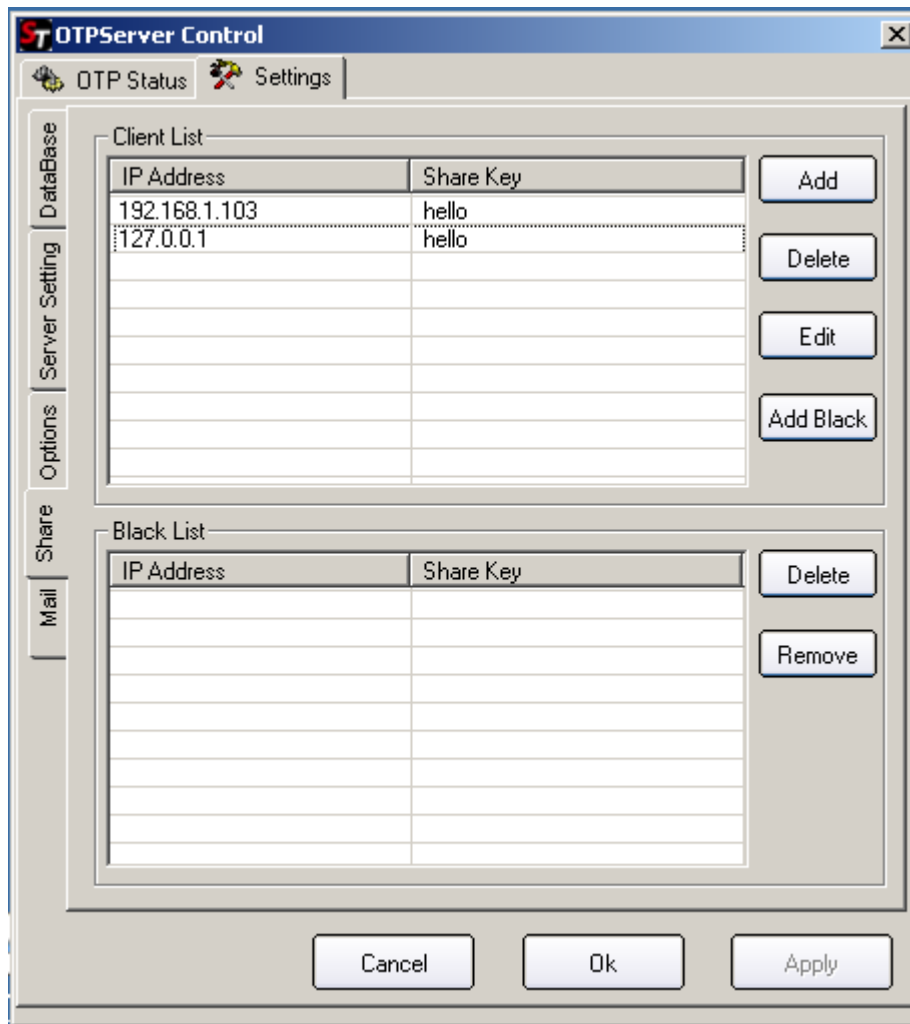 ST OTPServer Control
OTP Status Settings
DataBase
Server Setting
Options
Share
Mail
Client List
IP Address Share Key
192.168.1.103 hello
127.0.0.1 hello
Add
Delete
Edit
Add Black
Black List
IP Address Share Key
Delete
Remove
Cancel Ok Apply